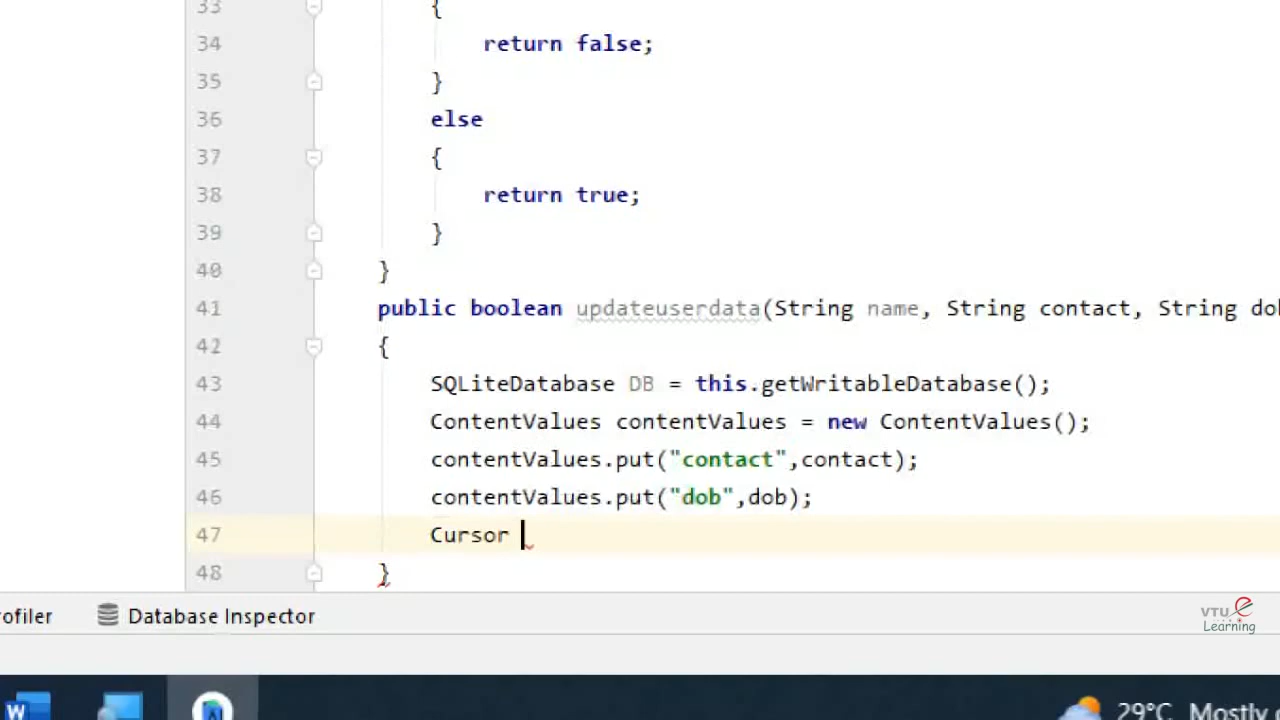 33 {
34 return false;
35 }
36 else
37 {
38 return true;
39 }
40 }
41 public boolean updateuserdata(String name, String contact, String dob
42 {
43 SQLiteDatabase DB = this.getWritableDatabase();
44 ContentValues contentValues = new ContentValues();
45 contentValues.put("contact",contact);
46 contentValues.put("dob",dob);
47 Cursor
48 }
rofiler Database Inspector
VTU e
Learning
W 29°C Mostly